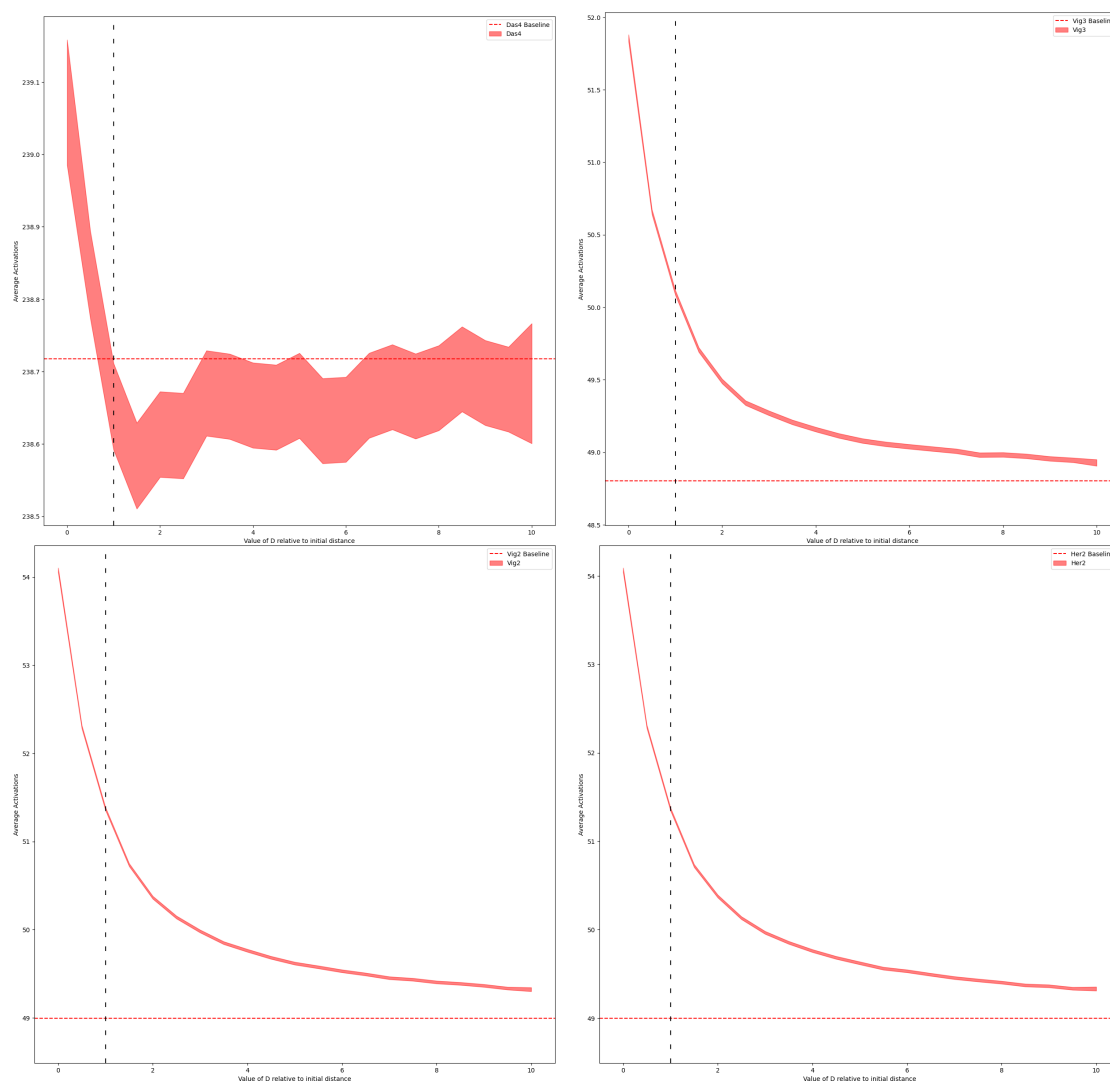 Das4 Baseline
Das4
239.1
239.0
238.9
238.8
238.7
238.6
238.5
Average Activations
0 2 4 6 8 10
Value of D relative to initial distance
Vig3 Baseline
Vig3
52.0
51.5
51.0
50.5
50.0
49.5
49.0
48.5
Average Activations
0 2 4 6 8 10
Value of D relative to initial distance
Vig2 Baseline
Vig2
54
53
52
51
50
49
Average Activations
0 2 4 6 8 10
Value of D relative to initial distance
Her2 Baseline
Her2
54
53
52
51
50
49
Average Activations
0 2 4 6 8 10
Value of D relative to initial distance